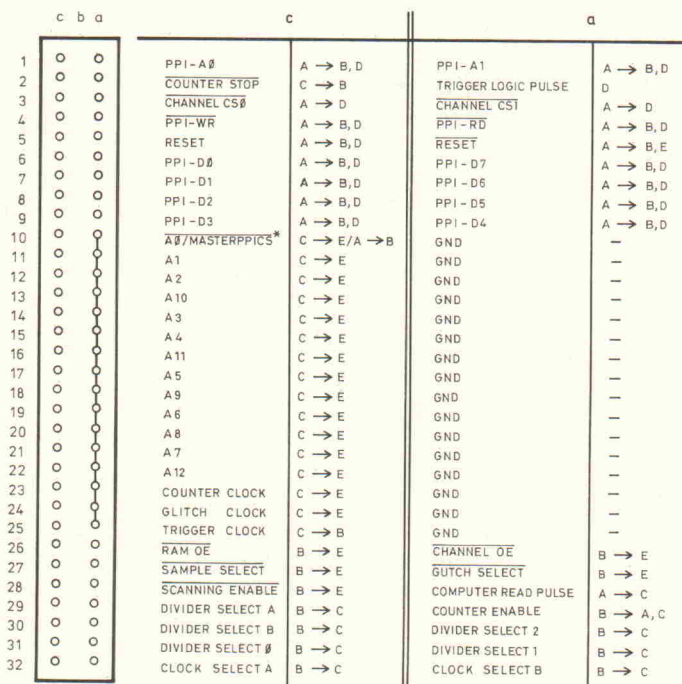 c b a c a
1 PPI-AØ A → B,D PPI-A1 A → B,D
2 COUNTER STOP C → B TRIGGER LOGIC PULSE D
3 CHANNEL CSØ A → D CHANNEL CS1 A → D
4 PPI-WR A → B,D PPI-RD A → B,D
5 RESET A → B,D RESET A → B,E
6 PPI-DØ A → B,D PPI-D7 A → B,D
7 PPI-D1 A → B,D PPI-D6 A → B,D
8 PPI-D2 A → B,D PPI-D5 A → B,D
9 PPI-D3 A → B,D PPI-D4 A → B,D
10 AØ/MASTERPPICS* C → E/A → B GND —
11 A1 C → E GND —
12 A2 C → E GND —
13 A10 C → E GND —
14 A3 C → E GND —
15 A4 C → E GND —
16 A11 C → E GND —
17 A5 C → E GND —
18 A9 C → E GND —
19 A6 C → E GND —
20 A8 C → E GND —
21 A7 C → E GND —
22 A12 C → E GND —
23 COUNTER CLOCK C → E GND —
24 GLITCH CLOCK C → E GND —
25 TRIGGER CLOCK C → B GND —
26 RAM OE B → E CHANNEL OE B → E
27 SAMPLE SELECT B → E GUTCH SELECT B → E
28 SCANNING ENABLE B → E COMPUTER READ PULSE A → C
29 DIVIDER SELECT A B → C COUNTER ENABLE B → A,C
30 DIVIDER SELECT B B → C DIVIDER SELECT 2 B → C
31 DIVIDER SELECT Ø B → C DIVIDER SELECT 1 B → C
32 CLOCK SELECT A B → C CLOCK SELECT B B → C